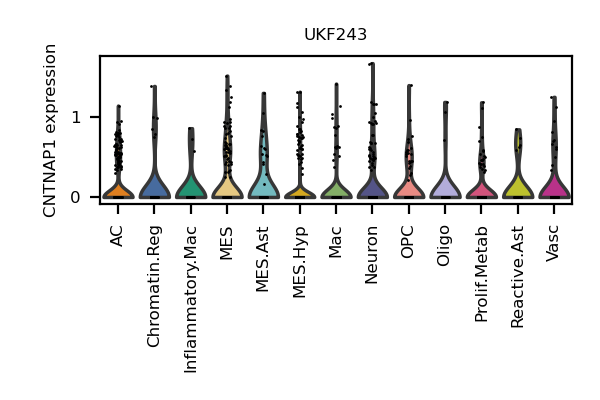 UKF243
CNTNAP1 expression
1
0
AC
Chromatin.Reg
Inflammatory.Mac
MES
MES.Ast
MES.Hyp
Mac
Neuron
OPC
Oligo
Prolif.Metab
Reactive.Ast
Vasc